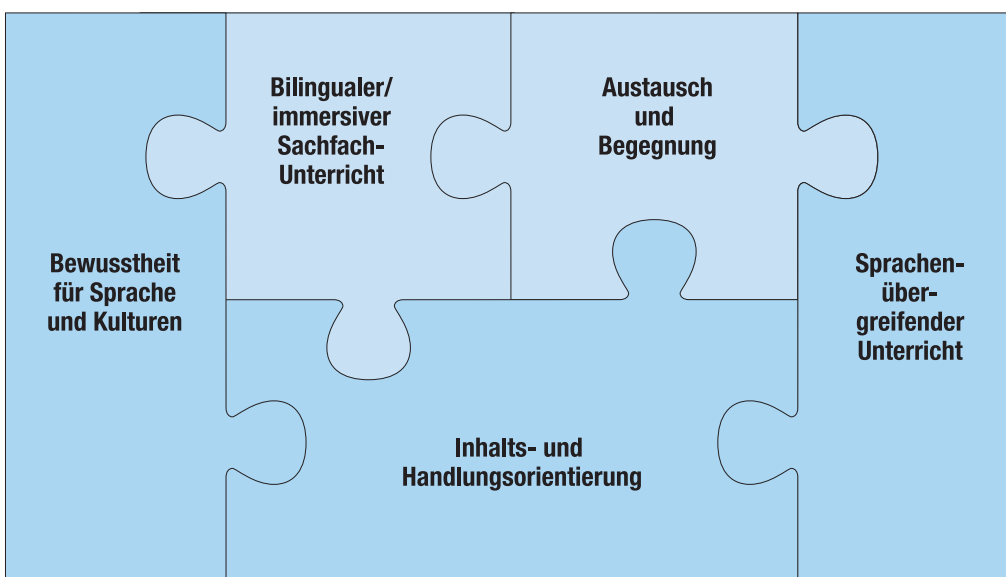 Bilingualer/
immersiver
Sachfach-
Unterricht
Austausch
und
Begegnung
Bewusstheit
für Sprache
und Kulturen
Sprachen-
über-
greifender
Unterricht
Inhalts- und
Handlungsorientierung